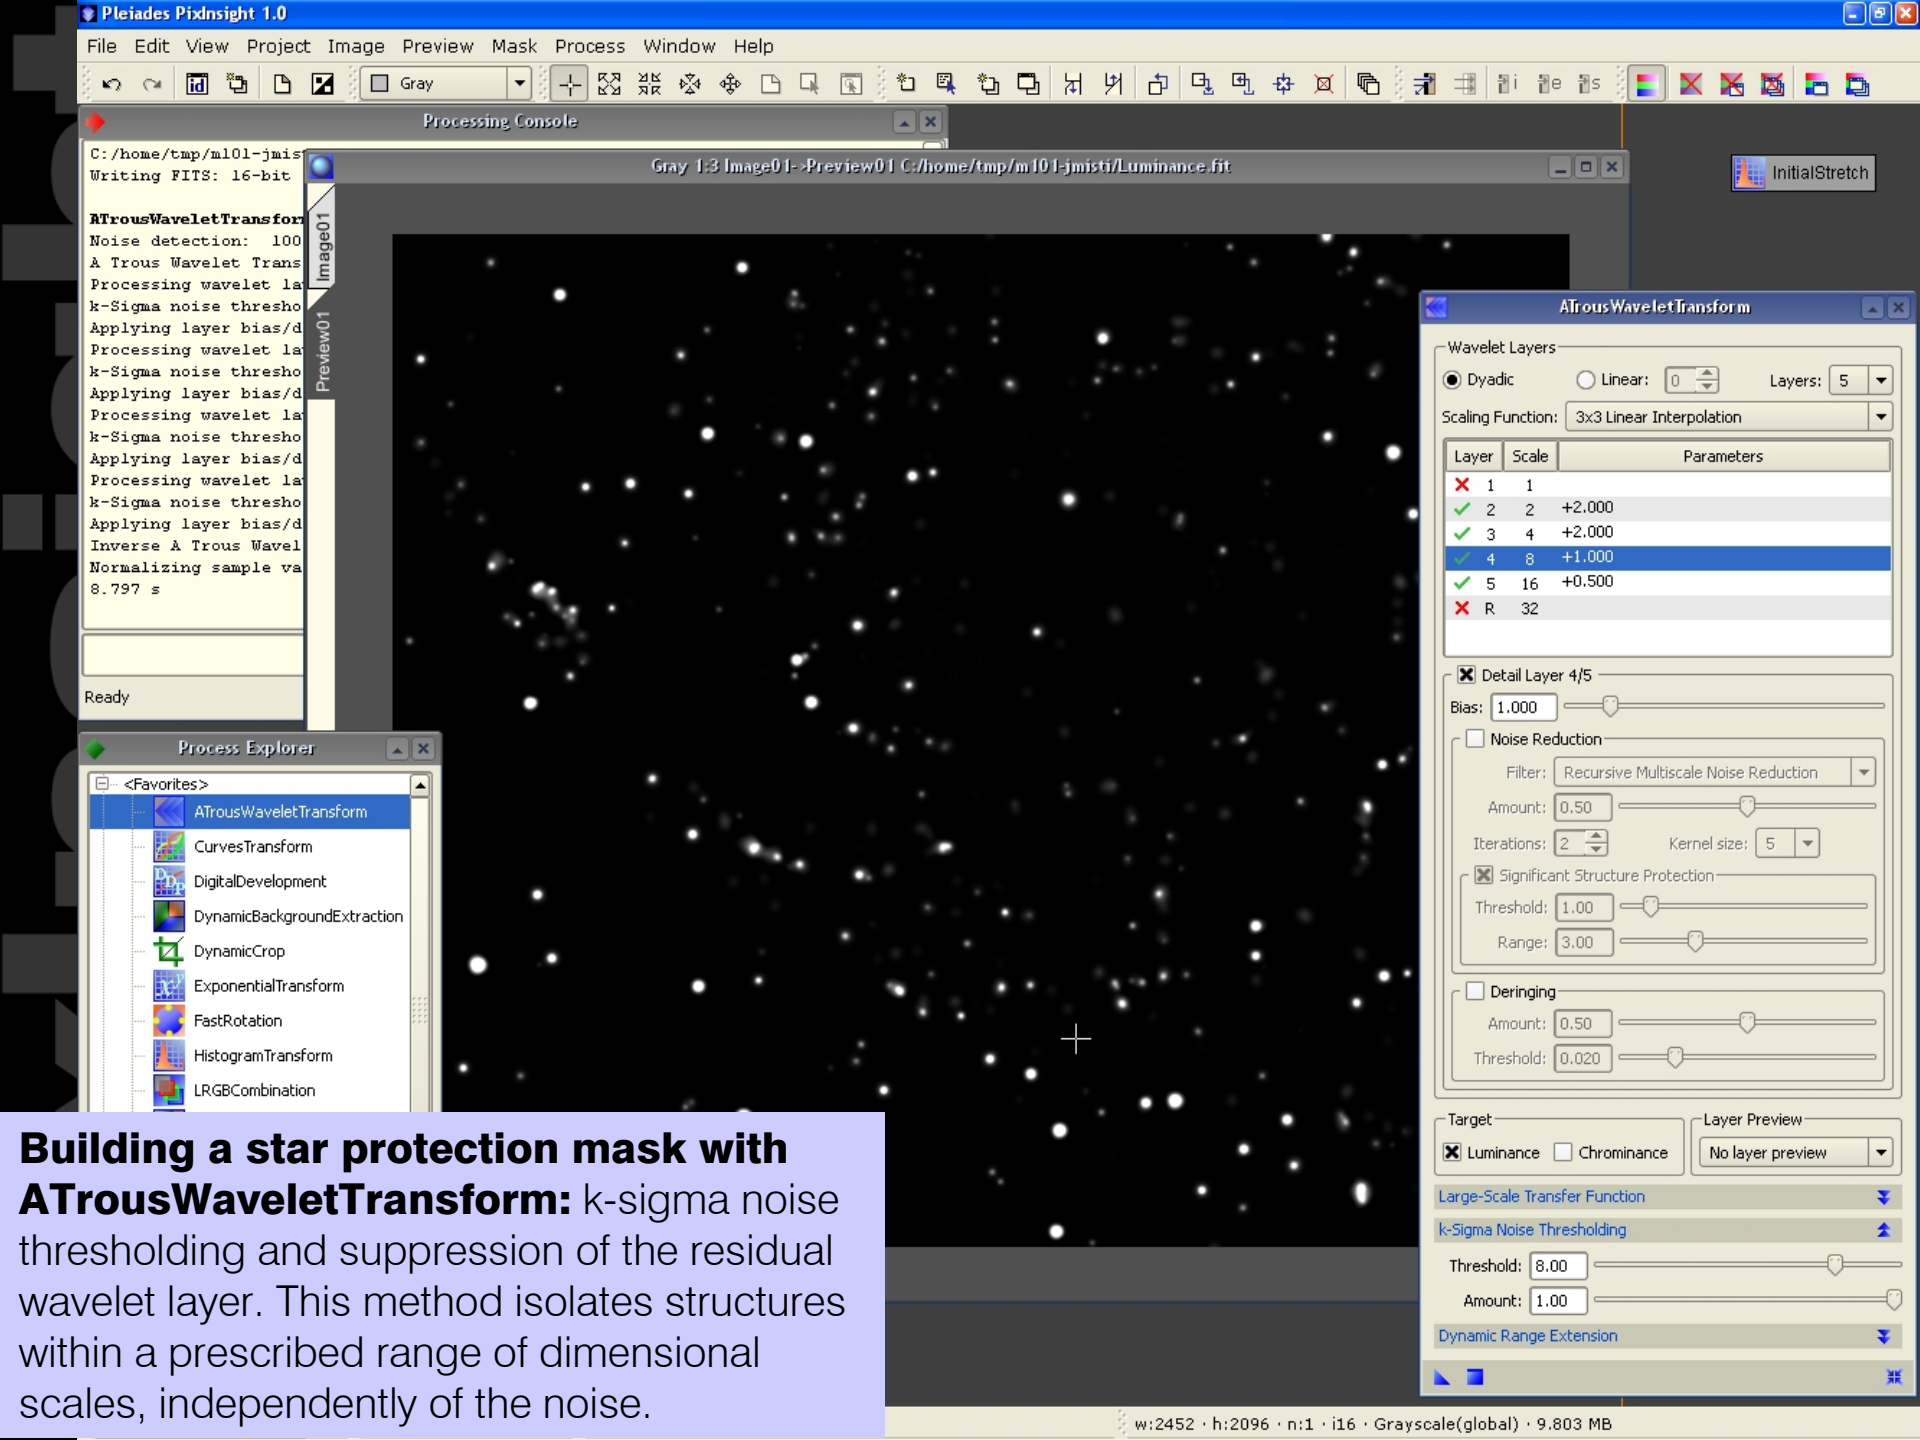 Pleiades PixInsight 1.0
File Edit View Project Image Preview Mask Process Window Help
Gray
Processing Console
C:/home/tmp/m101-jmis
Writing FITS: 16-bit
ATrousWaveletTransfor
Noise detection: 100
A Trous Wavelet Trans
Processing wavelet la
k-Sigma noise thresho
Applying layer bias/d
Processing wavelet la
k-Sigma noise thresho
Applying layer bias/d
Processing wavelet la
k-Sigma noise thresho
Applying layer bias/d
Processing wavelet la
k-Sigma noise thresho
Applying layer bias/d
Inverse A Trous Wavel
Normalizing sample va
8.797 s
Ready
Gray 1:3 Image01->Preview01 C:/home/tmp/m101-jmisti/Luminance.fit
Image01
Preview01
InitialStretch
Process Explorer
<Favorites>
ATrousWaveletTransform
CurvesTransform
DigitalDevelopment
DynamicBackgroundExtraction
DynamicCrop
ExponentialTransform
FastRotation
HistogramTransform
LRGBCombination
ATrousWaveletTransform
Wavelet Layers
Dyadic Linear: 0 Layers: 5
Scaling Function: 3x3 Linear Interpolation
Layer Scale Parameters
1 1
2 2 +2.000
3 4 +2.000
4 8 +1.000
5 16 +0.500
R 32
Detail Layer 4/5
Bias: 1.000
Noise Reduction
Filter: Recursive Multiscale Noise Reduction
Amount: 0.50
Iterations: 2 Kernel size: 5
Significant Structure Protection
Threshold: 1.00
Range: 3.00
Deringing
Amount: 0.50
Threshold: 0.020
Target
Luminance Chrominance
Layer Preview
No layer preview
Large-Scale Transfer Function
k-Sigma Noise Thresholding
Threshold: 8.00
Amount: 1.00
Dynamic Range Extension
Building a star protection mask with
ATrousWaveletTransform: k-sigma noise
thresholding and suppression of the residual
wavelet layer. This method isolates structures
within a prescribed range of dimensional
scales, independently of the noise.
w:2452 · h:2096 · n:1 · i16 · Grayscale(global) · 9.803 MB